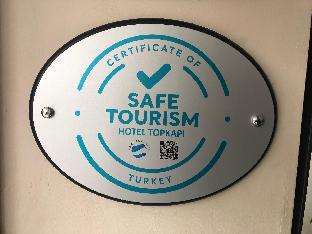 CERTIFICATE OF
SAFE
TOURISM
HOTEL TOPKAPI
TURKEY